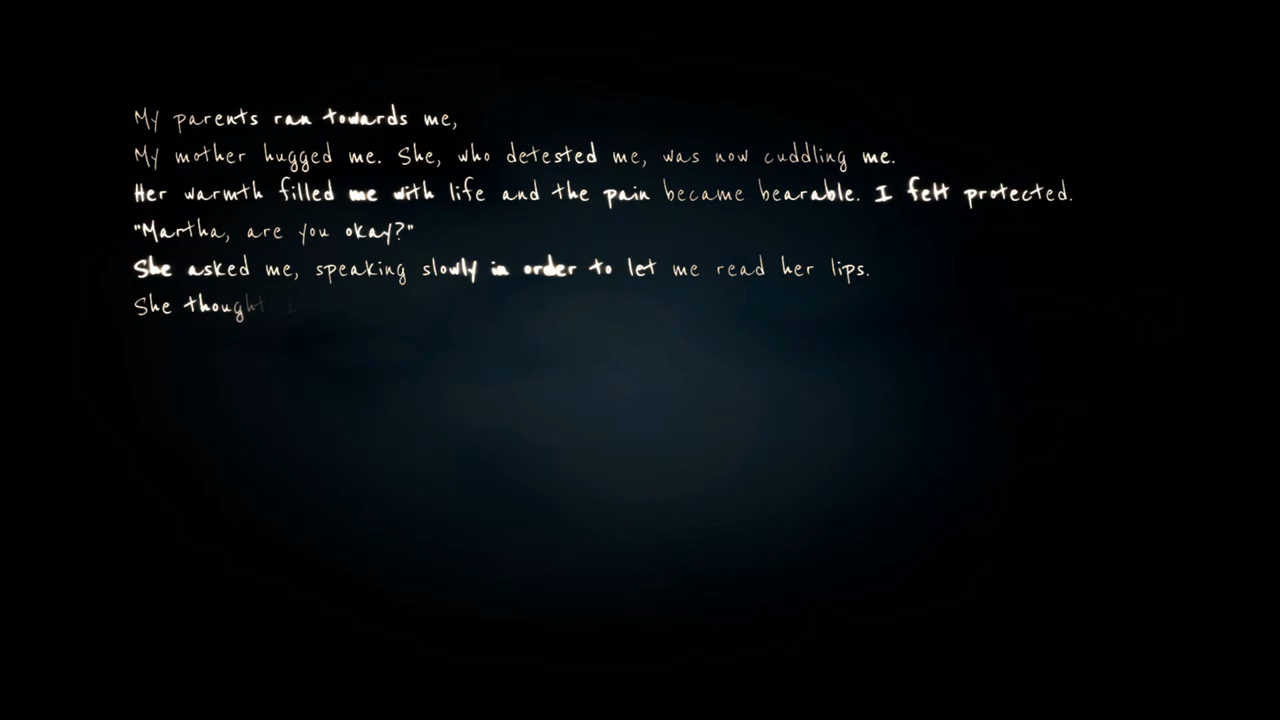 My parents ran towards me,
My mother hugged me. She, who detested me, was now cuddling me.
Her warmth filled me with life and the pain became bearable. I felt protected.
"Martha, are you okay?"
She asked me, speaking slowly in order to let me read her lips.
She thought